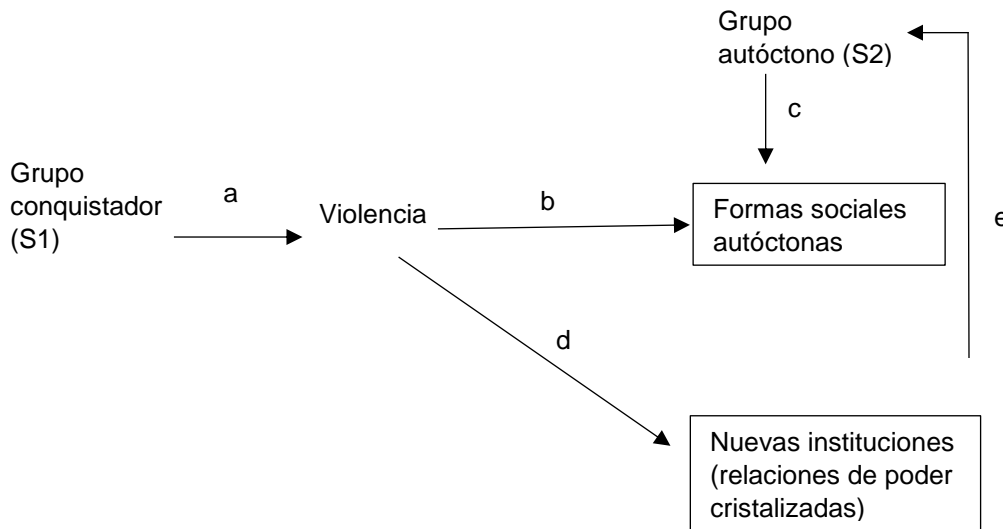 Grupo
autóctono (S2)
c
Grupo
conquistador
(S1)
a
Violencia
b
Formas sociales
autóctonas
e
d
Nuevas instituciones
(relaciones de poder
cristalizadas)